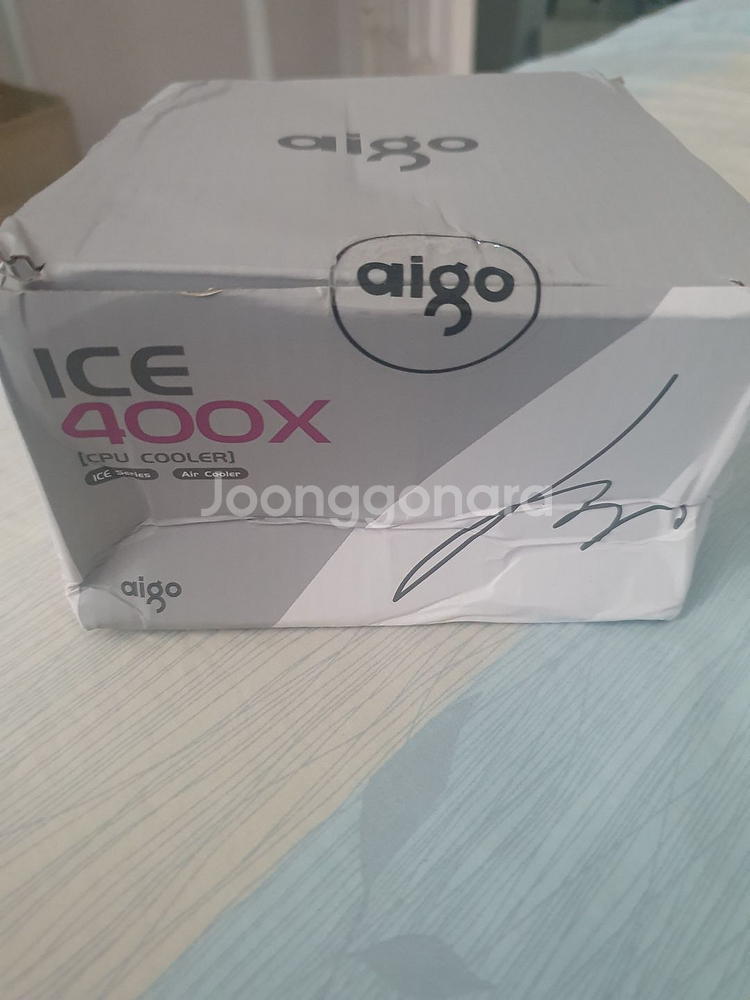 aigo
aigo
ICE
400X
[CPU COOLER]
ICE Series Air Cooler
Joonggonara
aigo